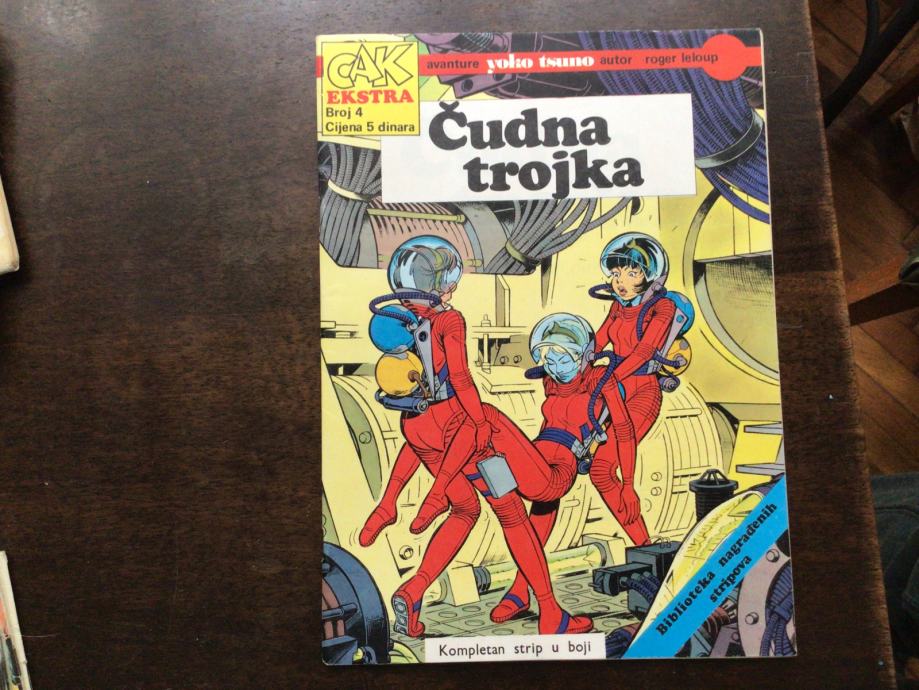 ČAK
EKSTRA
Broj 4
Cijena 5 dinara
avanture yoko tsuno autor roger leloup
Čudna
trojka
Biblioteka nagrađenih
stripova
Kompletan strip u boji